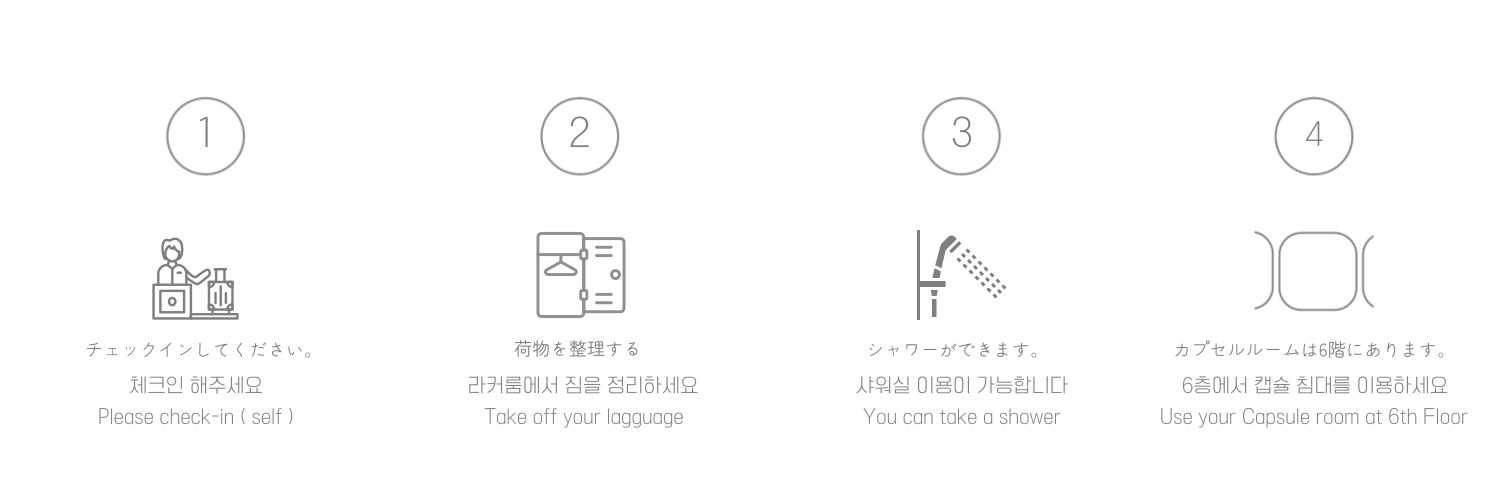 1
チェックインしてください。
체크인 해주세요
Please check-in ( self )
2
荷物を整理する
라커룸에서 짐을 정리하세요
Take off your lagguage
3
シャワーができます。
샤워실 이용이 가능합니다
You can take a shower
4
カプセルルームは6階にあります。
6층에서 캡슐 침대를 이용하세요
Use your Capsule room at 6th Floor